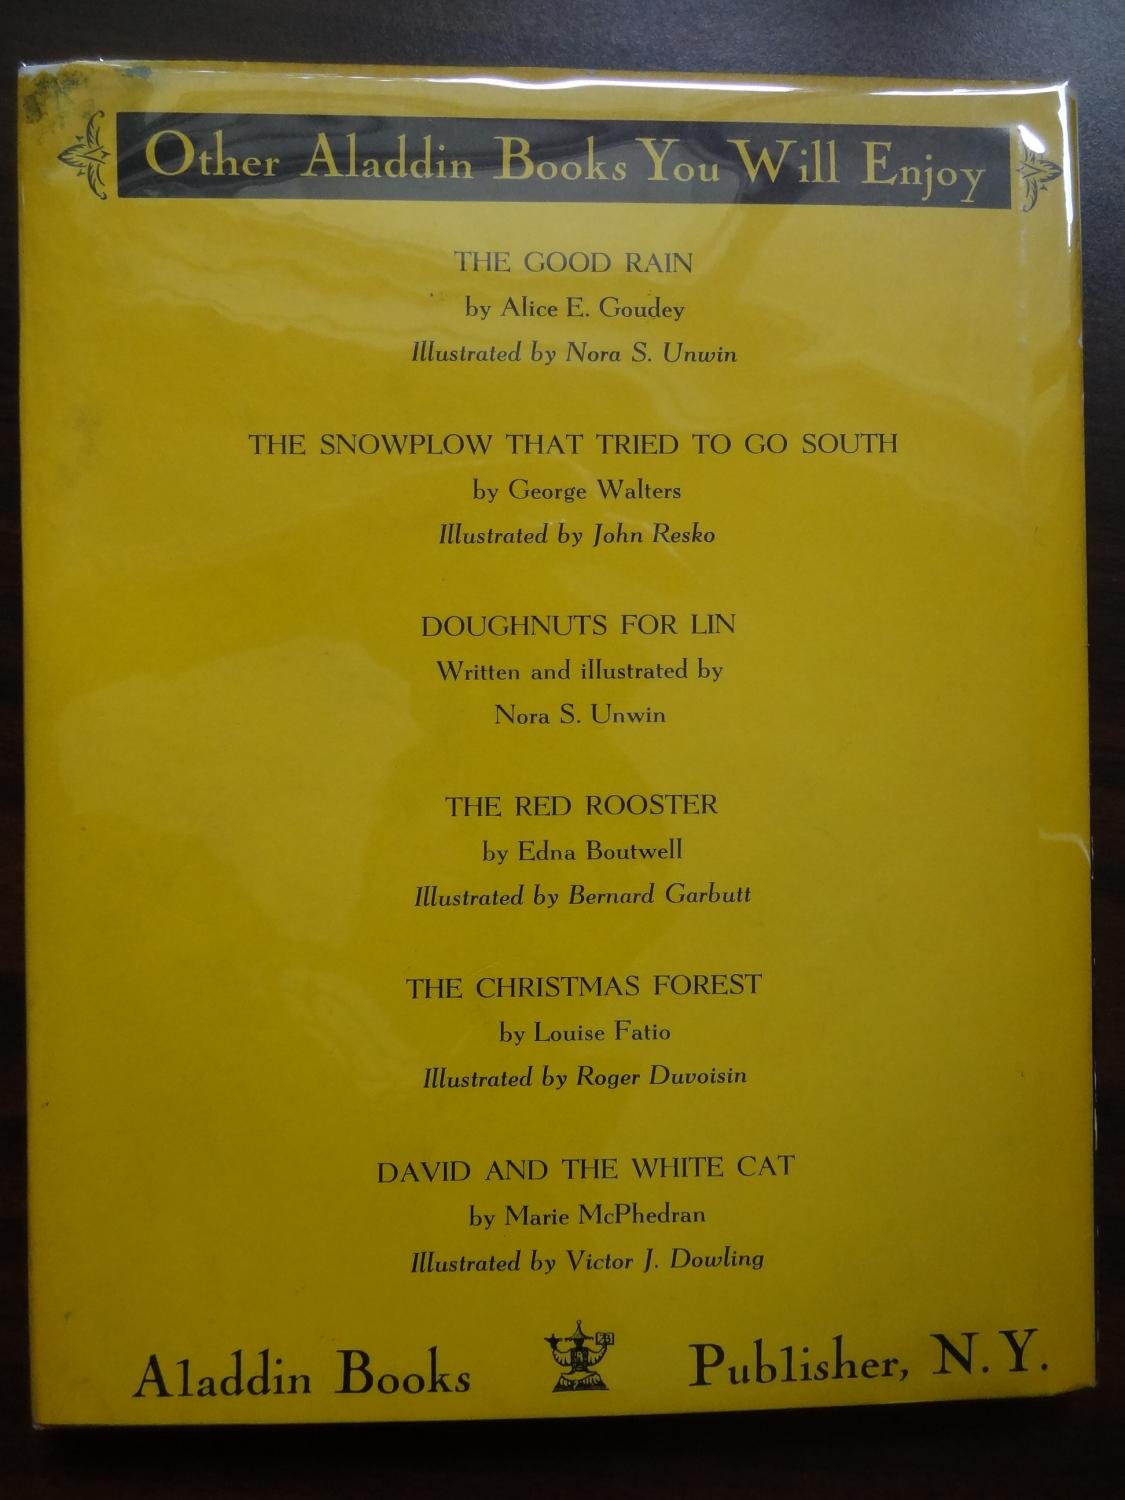 Other Aladdin Books You Will Enjoy
THE GOOD RAIN
by Alice E. Goudey
Illustrated by Nora S. Unwin
THE SNOWPLOW THAT TRIED TO GO SOUTH
by George Walters
Illustrated by John Resko
DOUGHNUTS FOR LIN
Written and illustrated by
Nora S. Unwin
THE RED ROOSTER
by Edna Boutwell
Illustrated by Bernard Garbutt
THE CHRISTMAS FOREST
by Louise Fatio
Illustrated by Roger Duvoisin
DAVID AND THE WHITE CAT
by Marie McPhedran
Illustrated by Victor J. Dowling
Aladdin Books Publisher, N. Y.